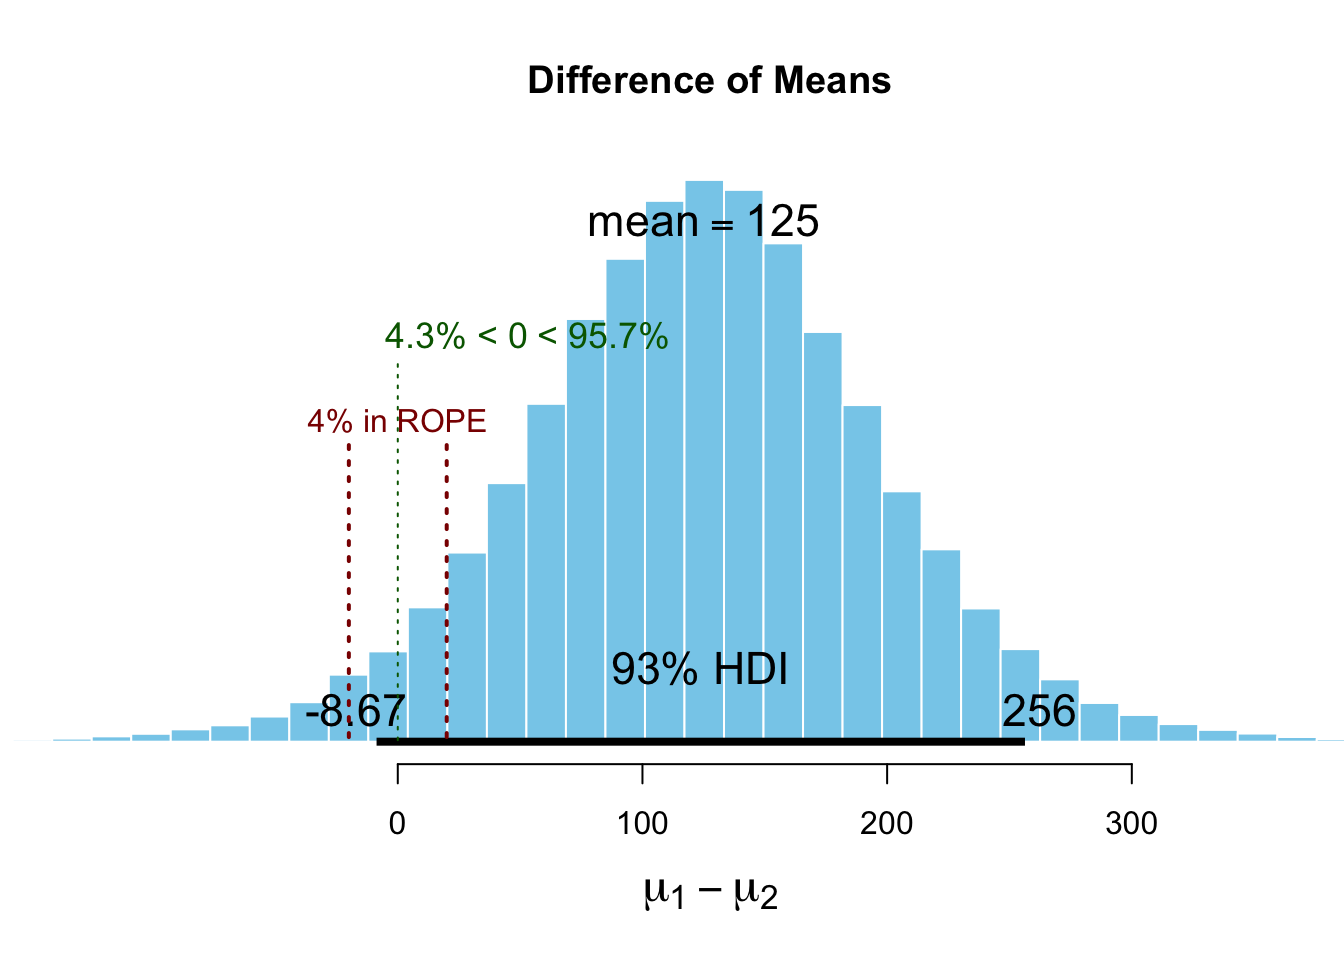 Difference of Means
mean = 125
4.3% < 0 < 95.7%
4% in ROPE
93% HDI
-8.67 256
0 100 200 300
μ1 − μ2